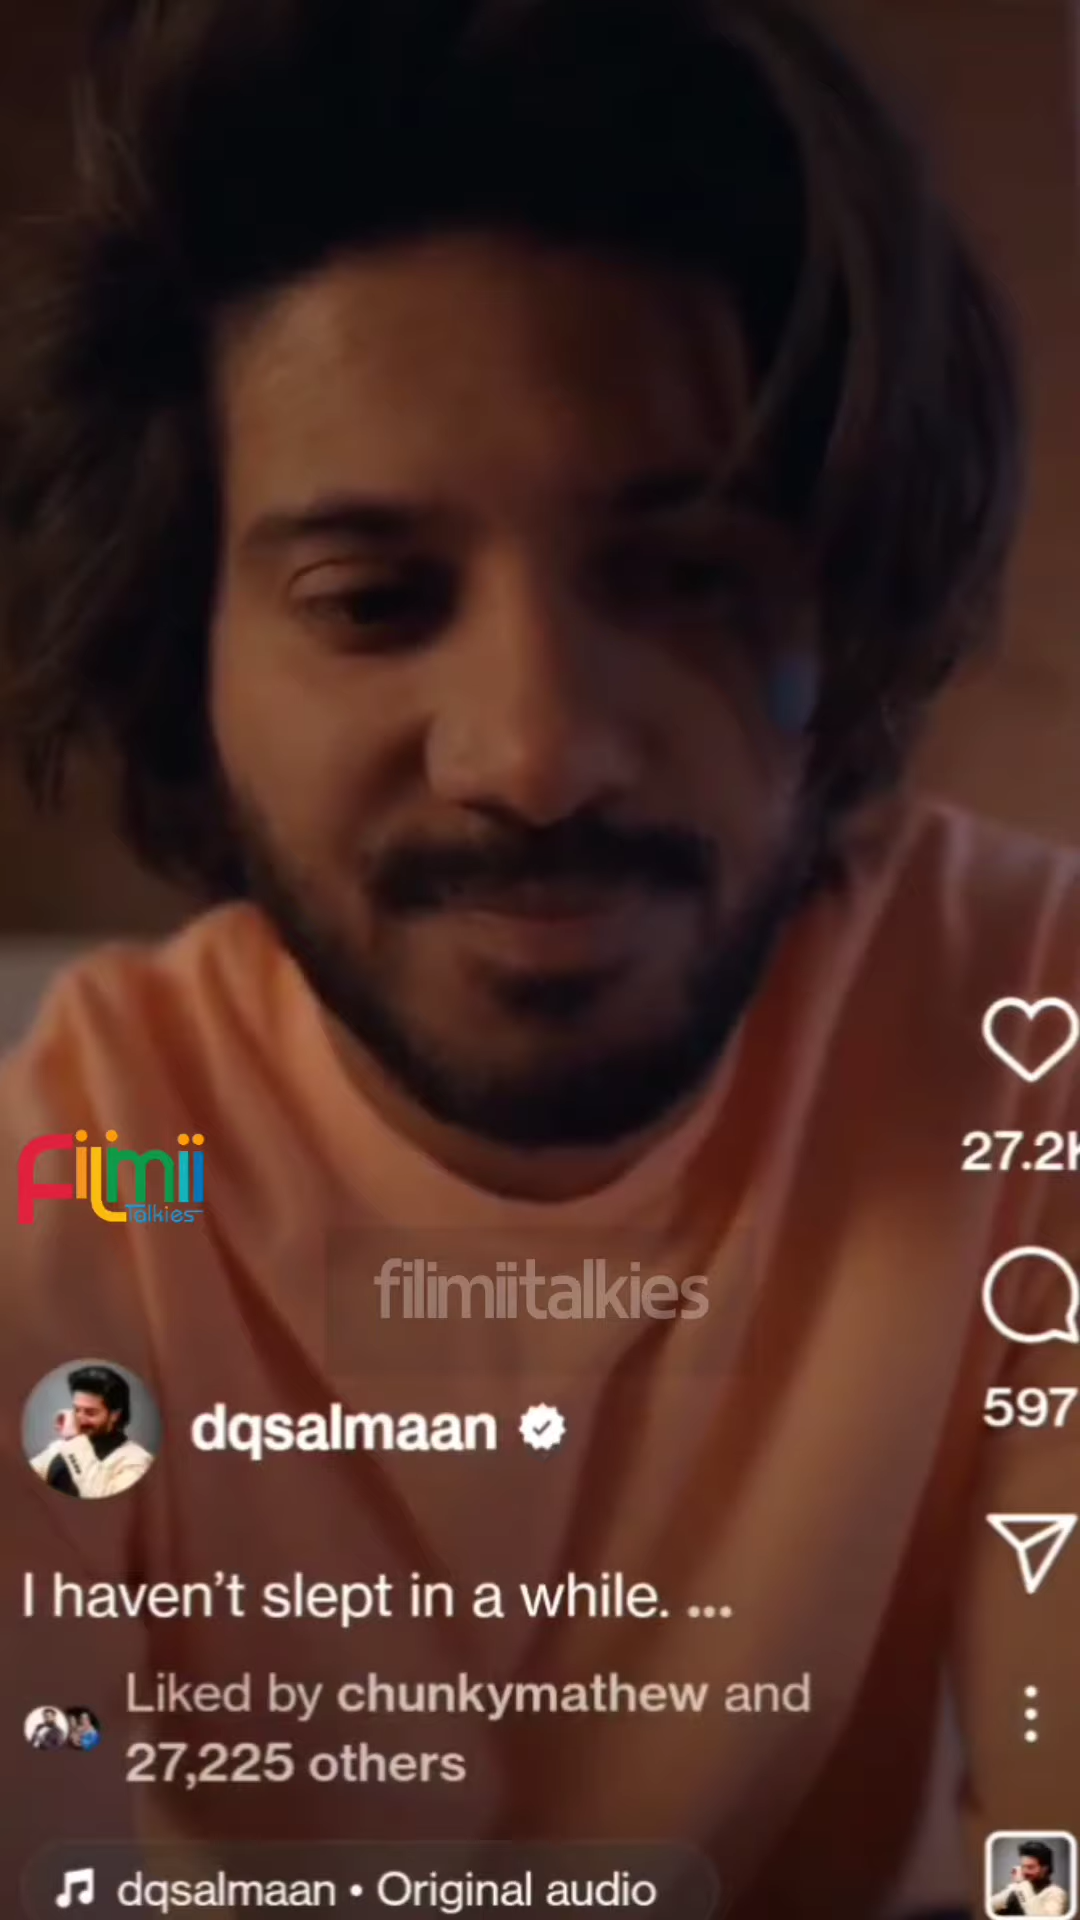 27.2K
Filmii
Talkies
filimiitalkies
597
dqsalmaan
I haven't slept in a while. ...
Liked by chunkymathew and
27,225 others
dqsalmaan • Original audio